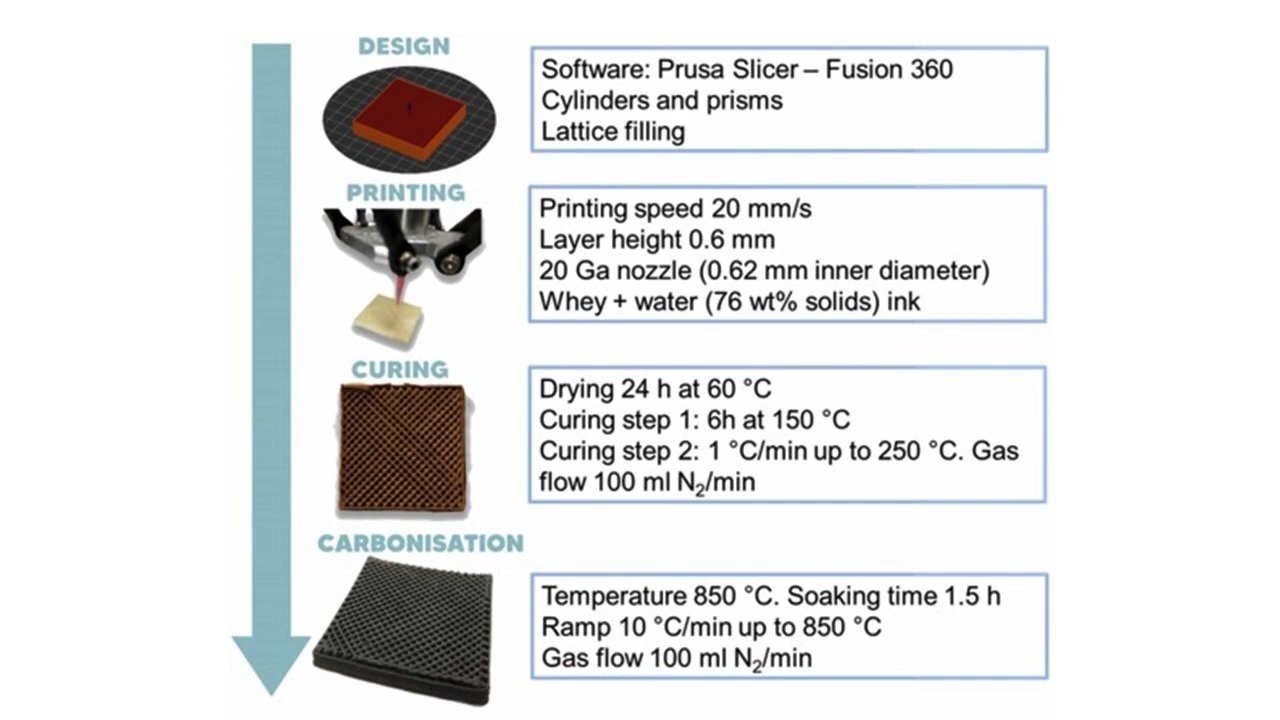 DESIGN
Software: Prusa Slicer – Fusion 360
Cylinders and prisms
Lattice filling
PRINTING
Printing speed 20 mm/s
Layer height 0.6 mm
20 Ga nozzle (0.62 mm inner diameter)
Whey + water (76 wt% solids) ink
CURING
Drying 24 h at 60 °C
Curing step 1: 6h at 150 °C
Curing step 2: 1 °C/min up to 250 °C. Gas
flow 100 ml N₂/min
CARBONISATION
Temperature 850 °C. Soaking time 1.5 h
Ramp 10 °C/min up to 850 °C
Gas flow 100 ml N₂/min